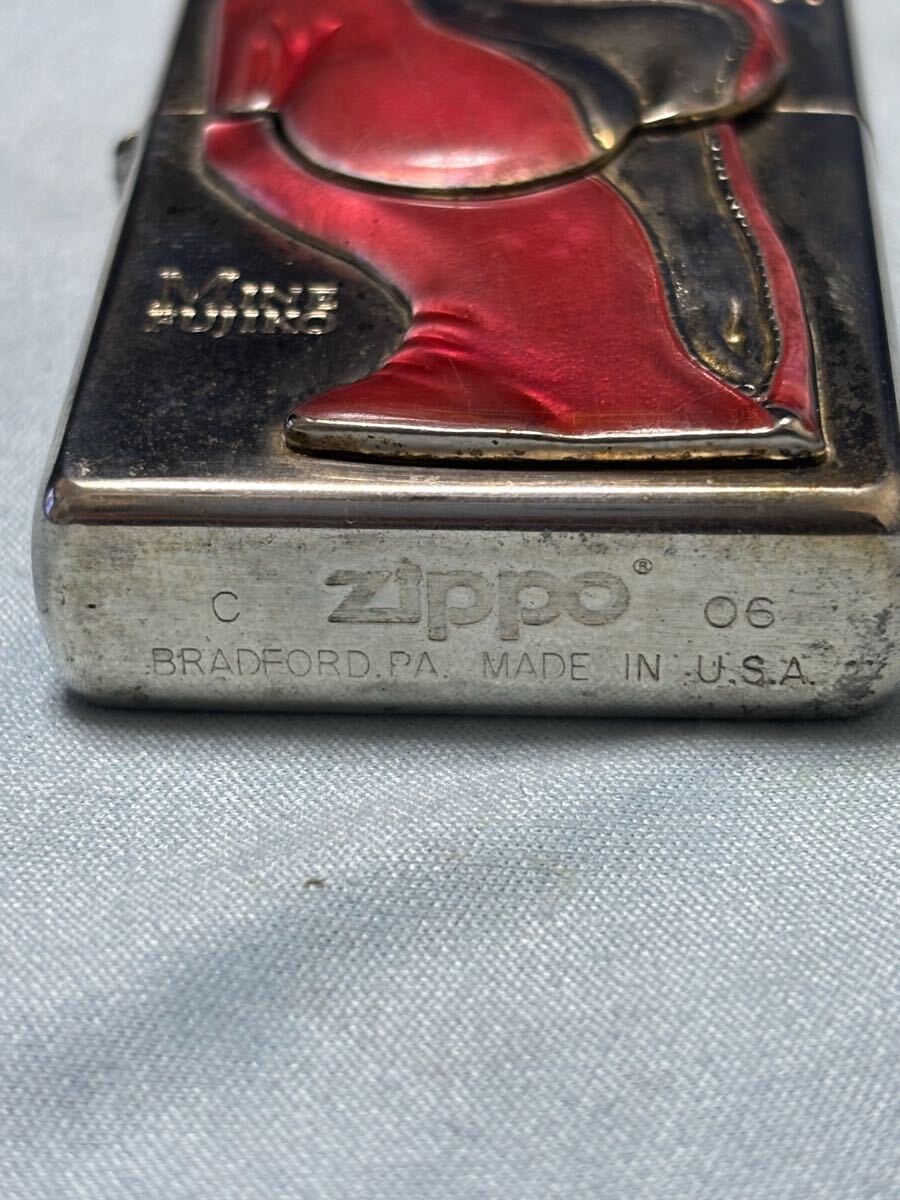 MINE
FUJIKO
C zippo® 06
BRADFORD.PA. MADE IN U.S.A.